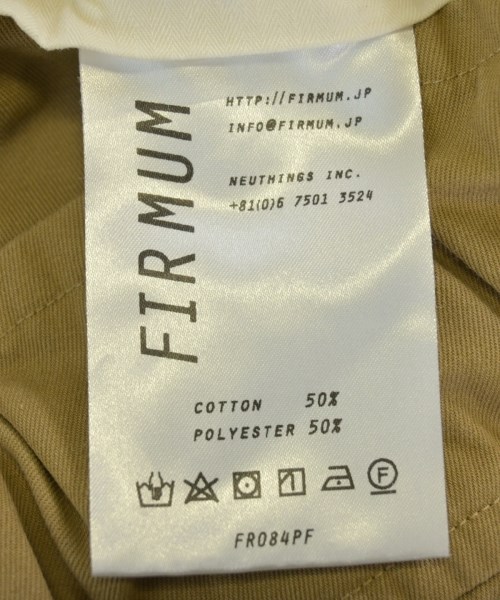 FIRMUM
HTTP://FIRMUM.JP
INFO@FIRMUM.JP
NEUTHINGS INC.
+81(0)6 7501 3524
COTTON 50%
POLYESTER 50%
F
FR084PF